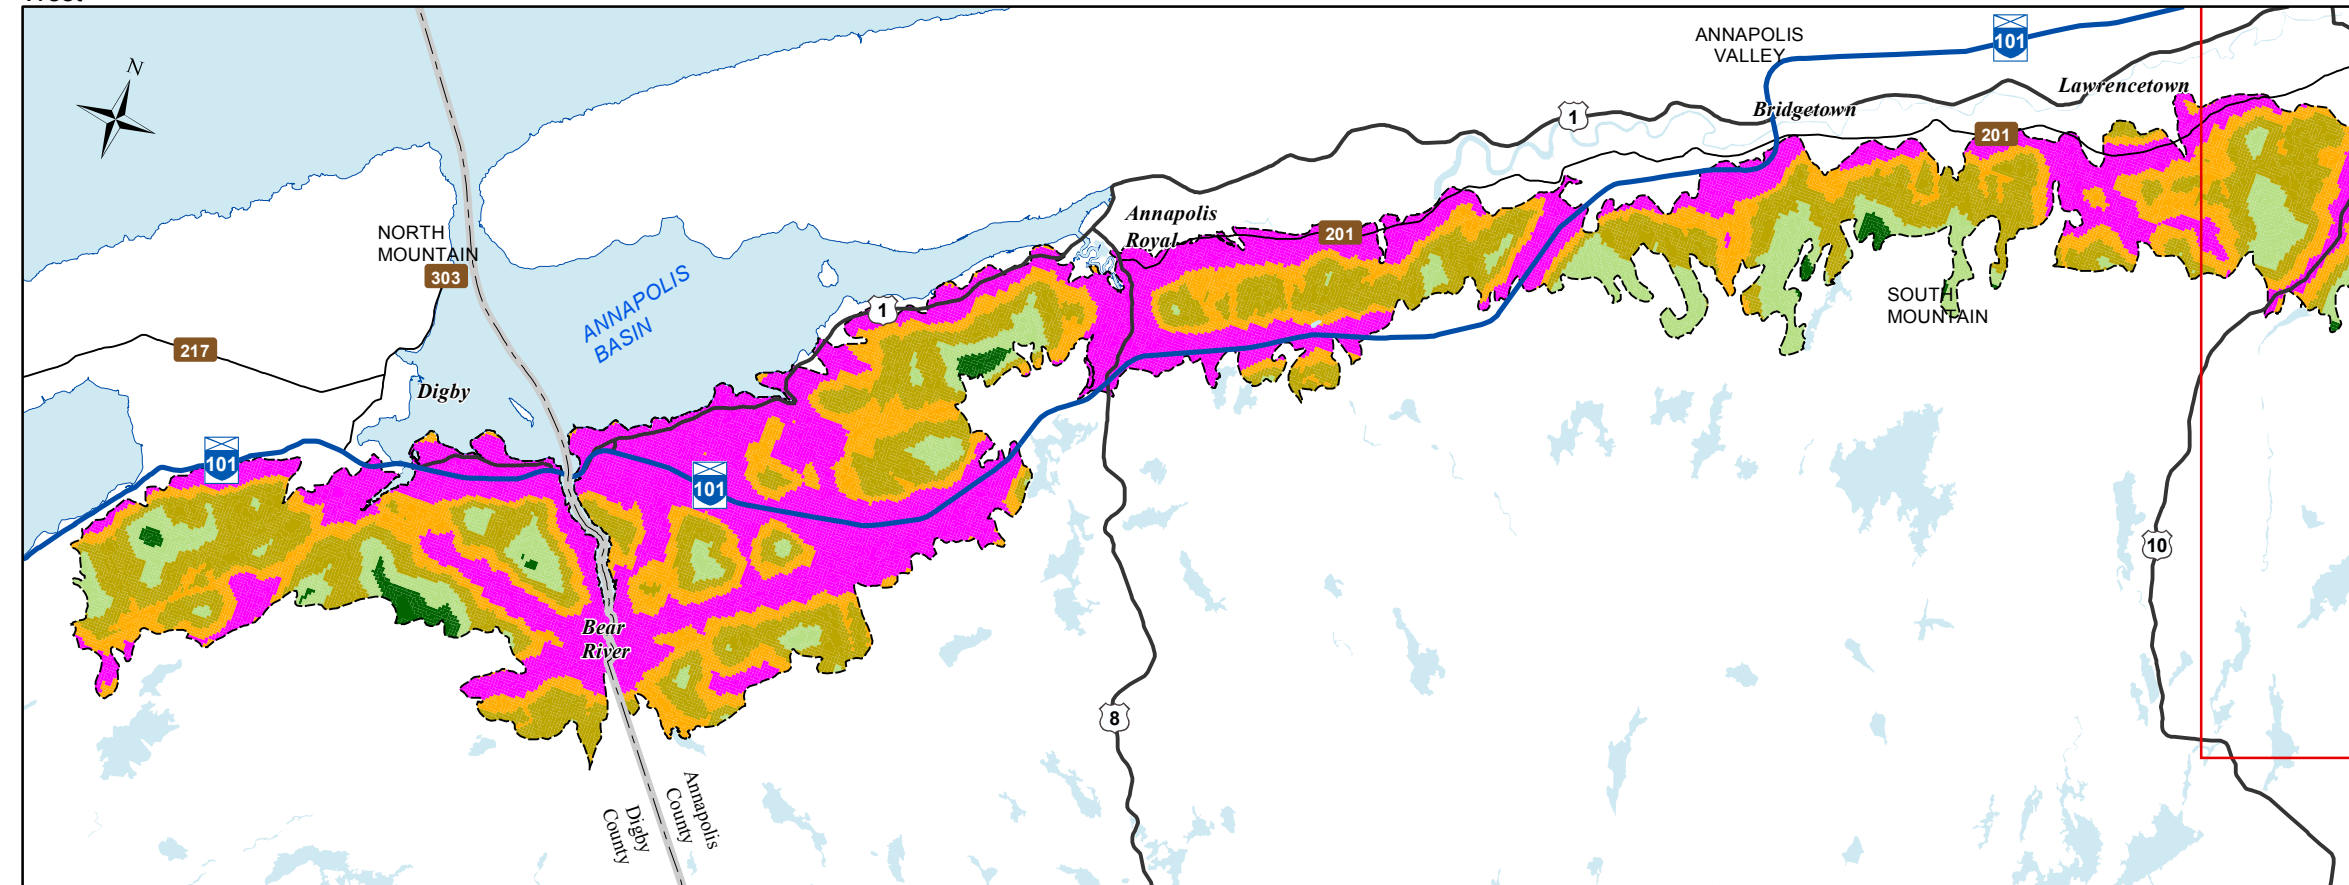 N
ANNAPOLIS
VALLEY
101
Lawrencetown
Bridgetown
1
201
NORTH
MOUNTAIN
303
Annapolis
Royal
201
ANNAPOLIS
BASIN
1
SOUTH
MOUNTAIN
217
Digby
101
101
10
Bear
River
8
Annapolis
County
Digby
County